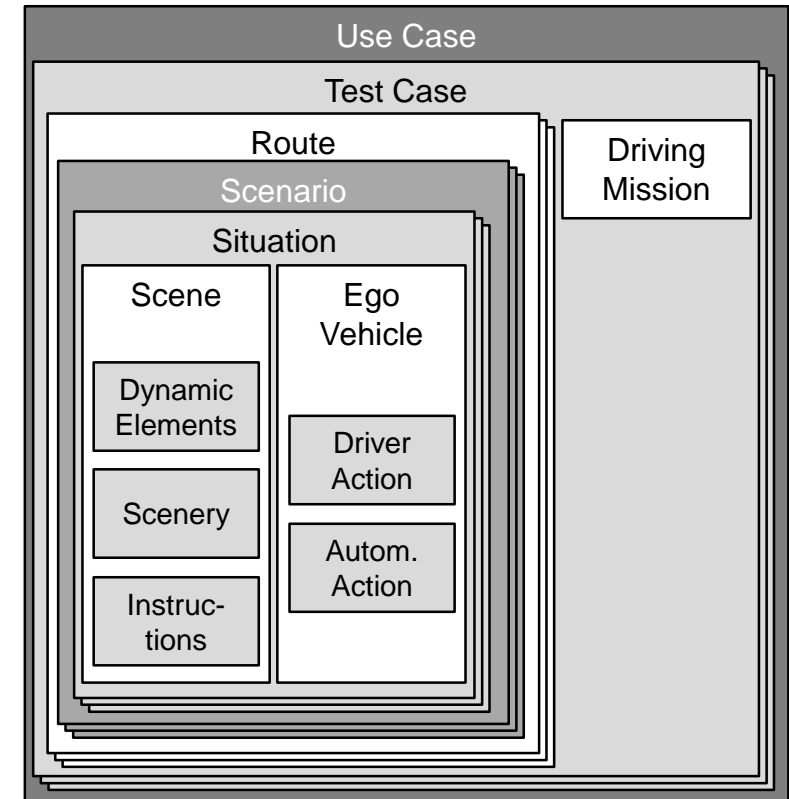 Use Case
Test Case
Route
Driving
Mission
Scenario
Situation
Scene
Ego
Vehicle
Dynamic
Elements
Driver
Action
Scenery
Autom.
Action
Instruc-
tions